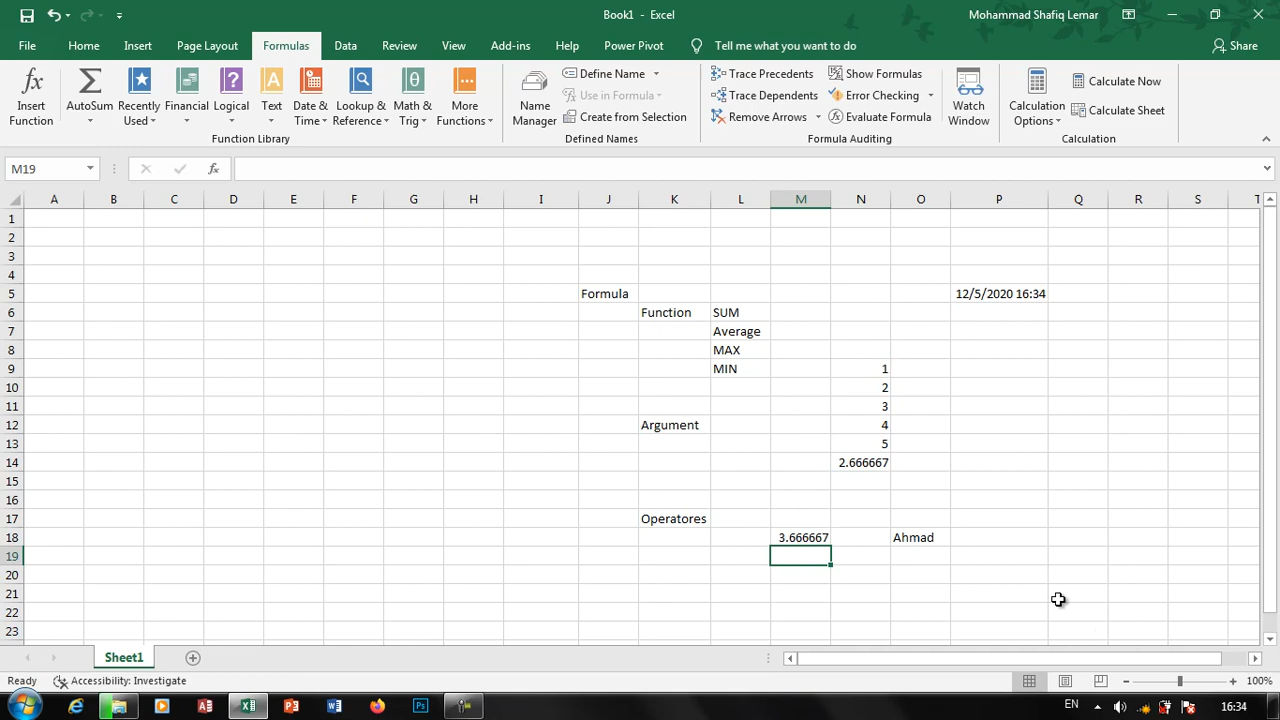 Book1 - Excel
Mohammad Shafiq Lemar
File Home Insert Page Layout Formulas Data Review View Add-ins Help Power Pivot Tell me what you want to do Share
Insert Function
AutoSum
Recently Used
Financial
Logical
Text
Date & Time
Lookup & Reference
Math & Trig
More Functions
Function Library
Name Manager
Define Name
Use in Formula
Create from Selection
Defined Names
Trace Precedents
Trace Dependents
Remove Arrows
Show Formulas
Error Checking
Evaluate Formula
Formula Auditing
Watch Window
Calculation Options
Calculate Now
Calculate Sheet
Calculation
M19 fx
A B C D E F G H I J K L M N O P Q R S T
1
2
3
4
5 Formula 12/5/2020 16:34
6 Function SUM
7 Average
8 MAX
9 MIN 1
10 2
11 3
12 Argument 4
13 5
14 2.666667
15
16
17 Operatores
18 3.666667 Ahmad
19
20
21
22
23
Sheet1
Ready Accessibility: Investigate 100%
EN 16:34